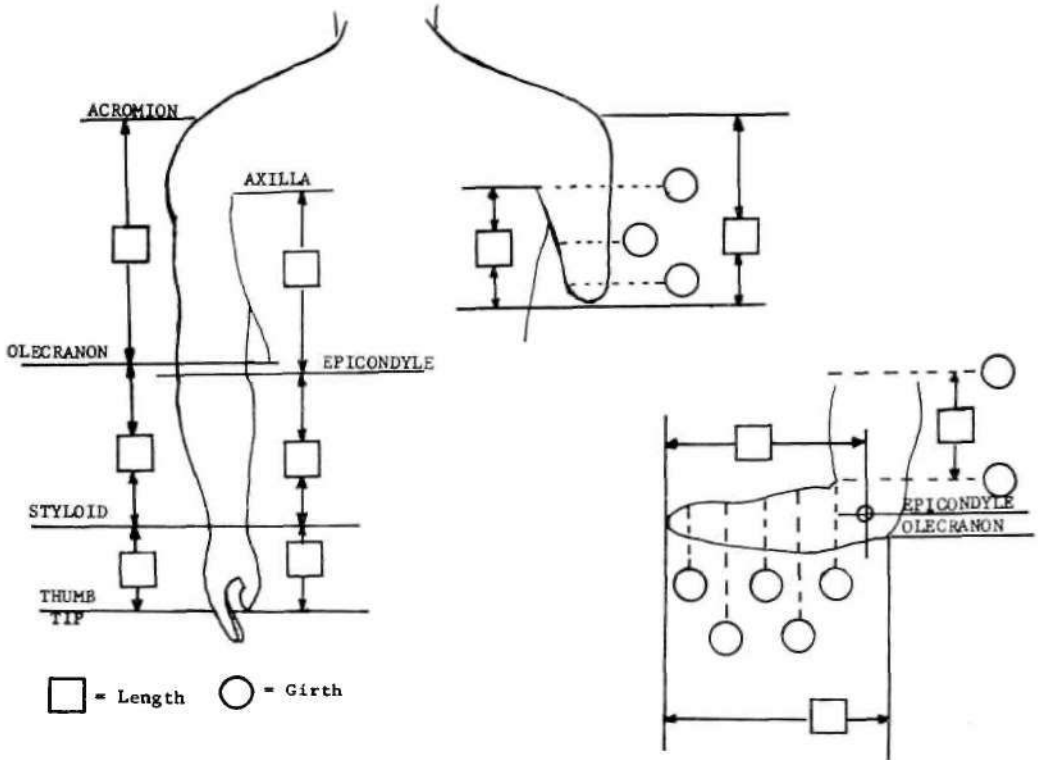 ACROMION
AXILLA
OLECRANON
EPICONDYLE
STYLOID
THUMB
TIP
= Length
= Girth
EPICONDYLE
OLECRANON